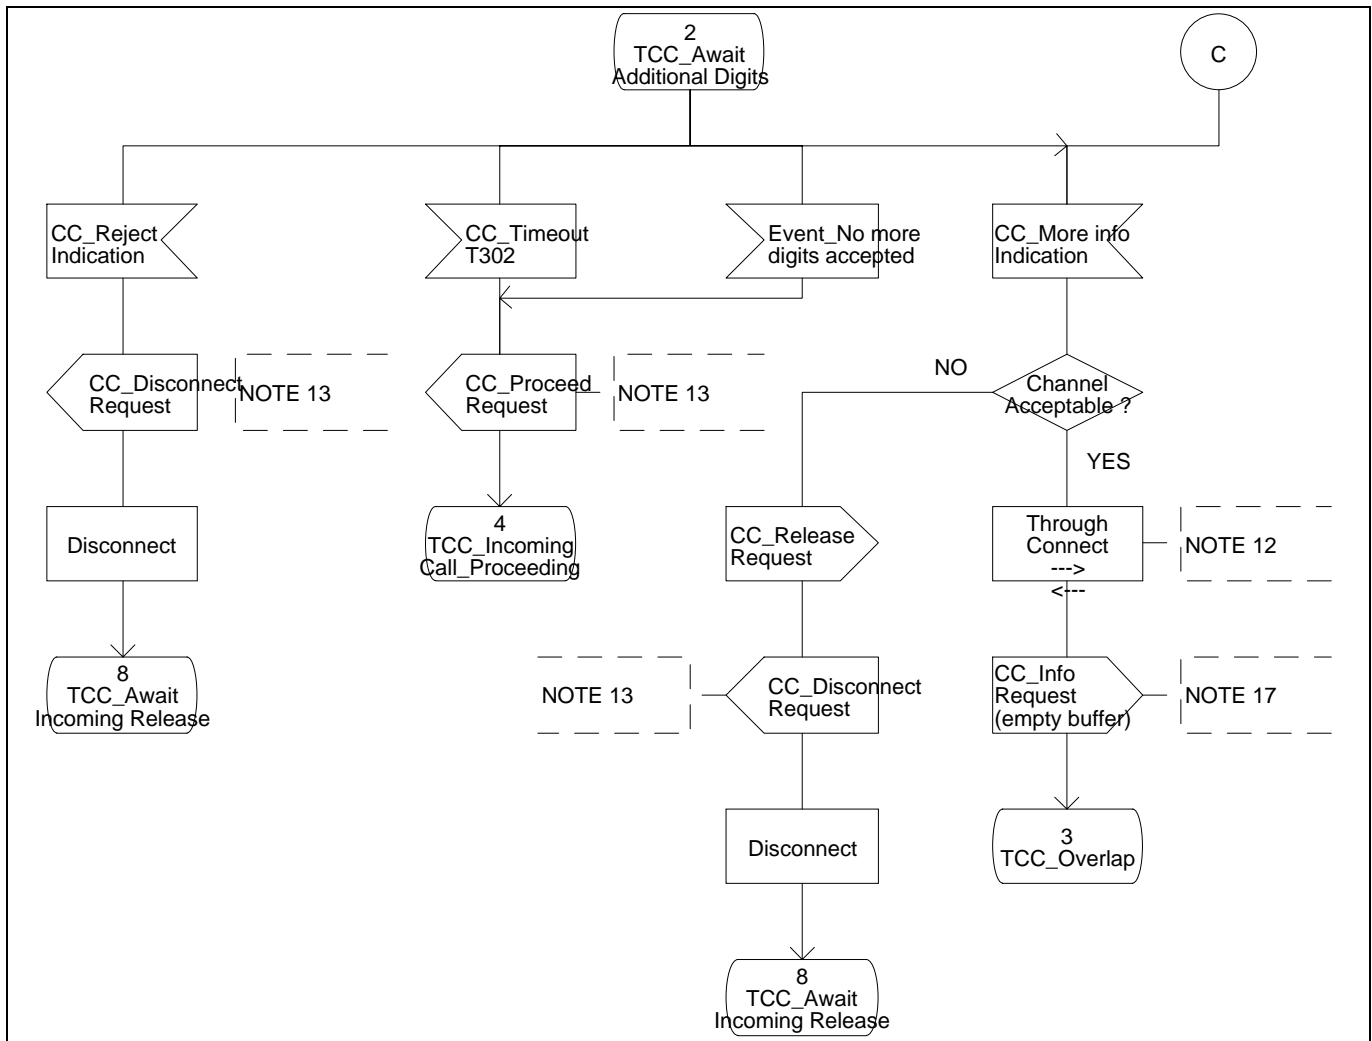 2
TCC_Await
Additional Digits
C
CC_Reject
Indication
CC_Timeout
T302
Event_No more
digits accepted
CC_More info
Indication
CC_Disconnect
Request
NOTE 13
CC_Proceed
Request
NOTE 13
NO
Channel
Acceptable ?
YES
Disconnect
4
TCC_Incoming
Call_Proceeding
CC_Release
Request
Through
Connect
--->
<---
NOTE 12
8
TCC_Await
Incoming Release
NOTE 13
CC_Disconnect
Request
CC_Info
Request
(empty buffer)
NOTE 17
Disconnect
3
TCC_Overlap
8
TCC_Await
Incoming Release